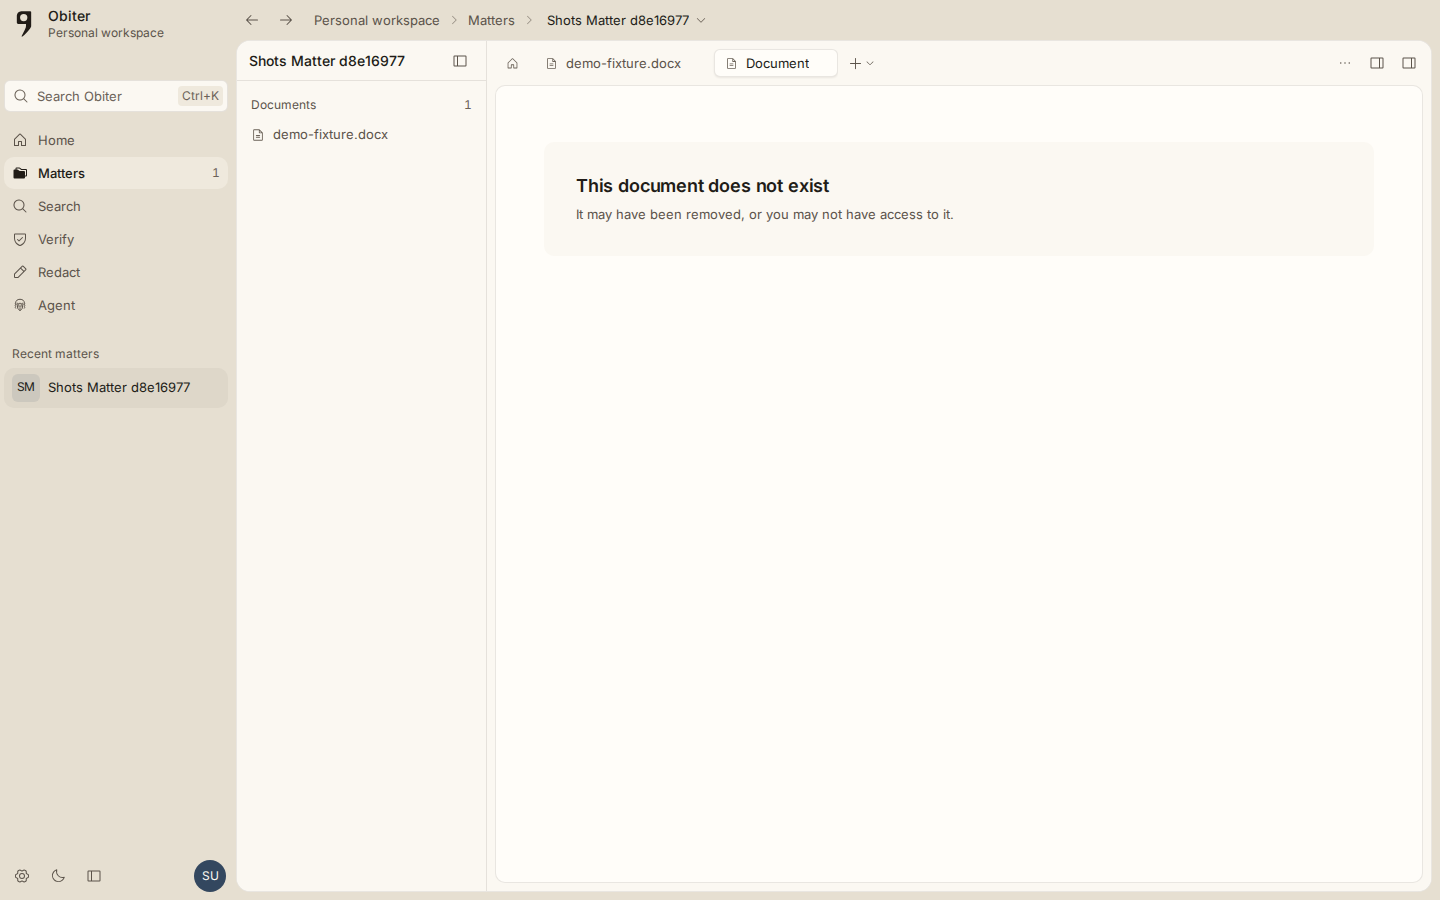 Obiter
Personal workspace
Search Obiter
Ctrl+K
Home
Matters
1
Search
Verify
Redact
Agent
Recent matters
SM
Shots Matter d8e16977
SU
Personal workspace
Matters
Shots Matter d8e16977
Shots Matter d8e16977
Documents
1
demo-fixture.docx
demo-fixture.docx
Document
This document does not exist
It may have been removed, or you may not have access to it.